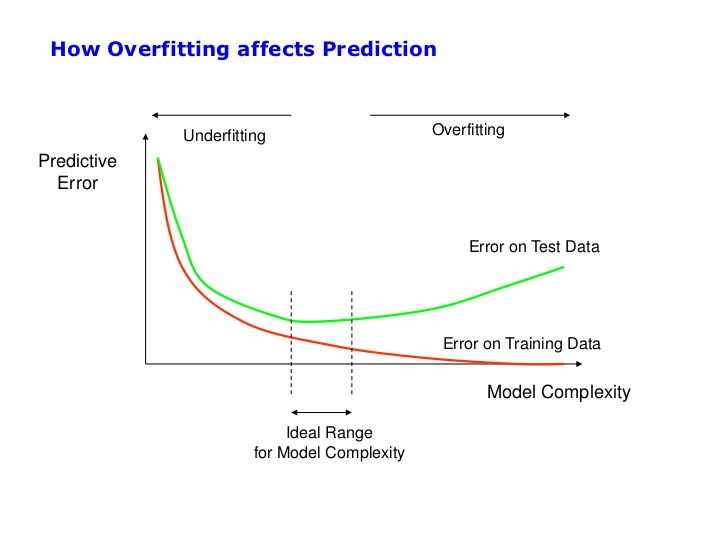 How Overfitting affects Prediction
Underfitting
Overfitting
Predictive
Error
Error on Test Data
Error on Training Data
Model Complexity
Ideal Range
for Model Complexity